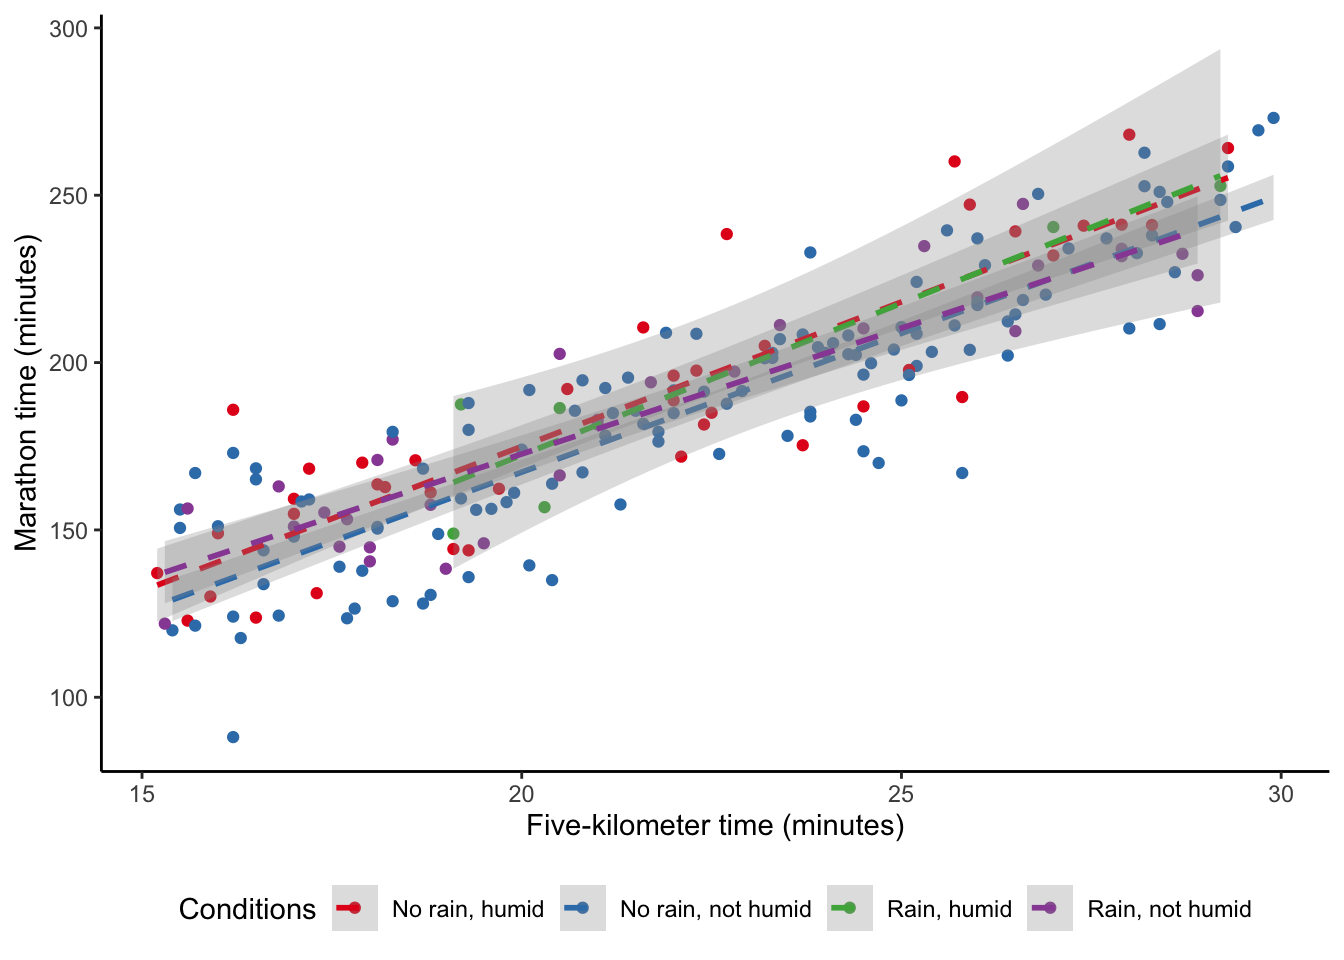 300
250
200
150
100
Marathon time (minutes)
15 20 25 30
Five-kilometer time (minutes)
Conditions No rain, humid No rain, not humid Rain, humid Rain, not humid